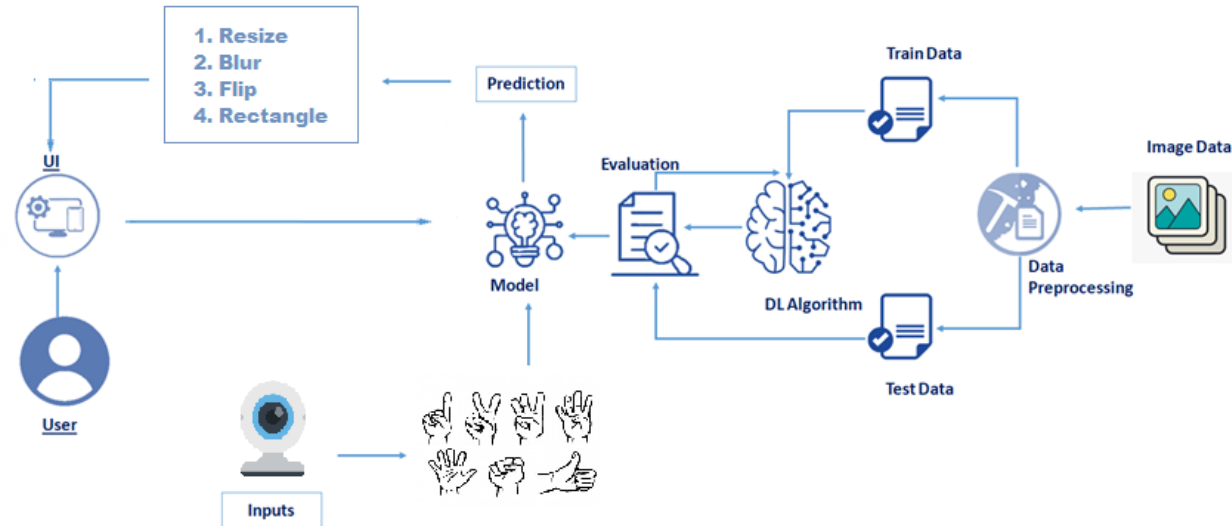 1. Resize
2. Blur
3. Flip
4. Rectangle
Prediction
Train Data
Image Data
UI
Evaluation
Model
DL Algorithm
Data
Preprocessing
Test Data
User
Inputs